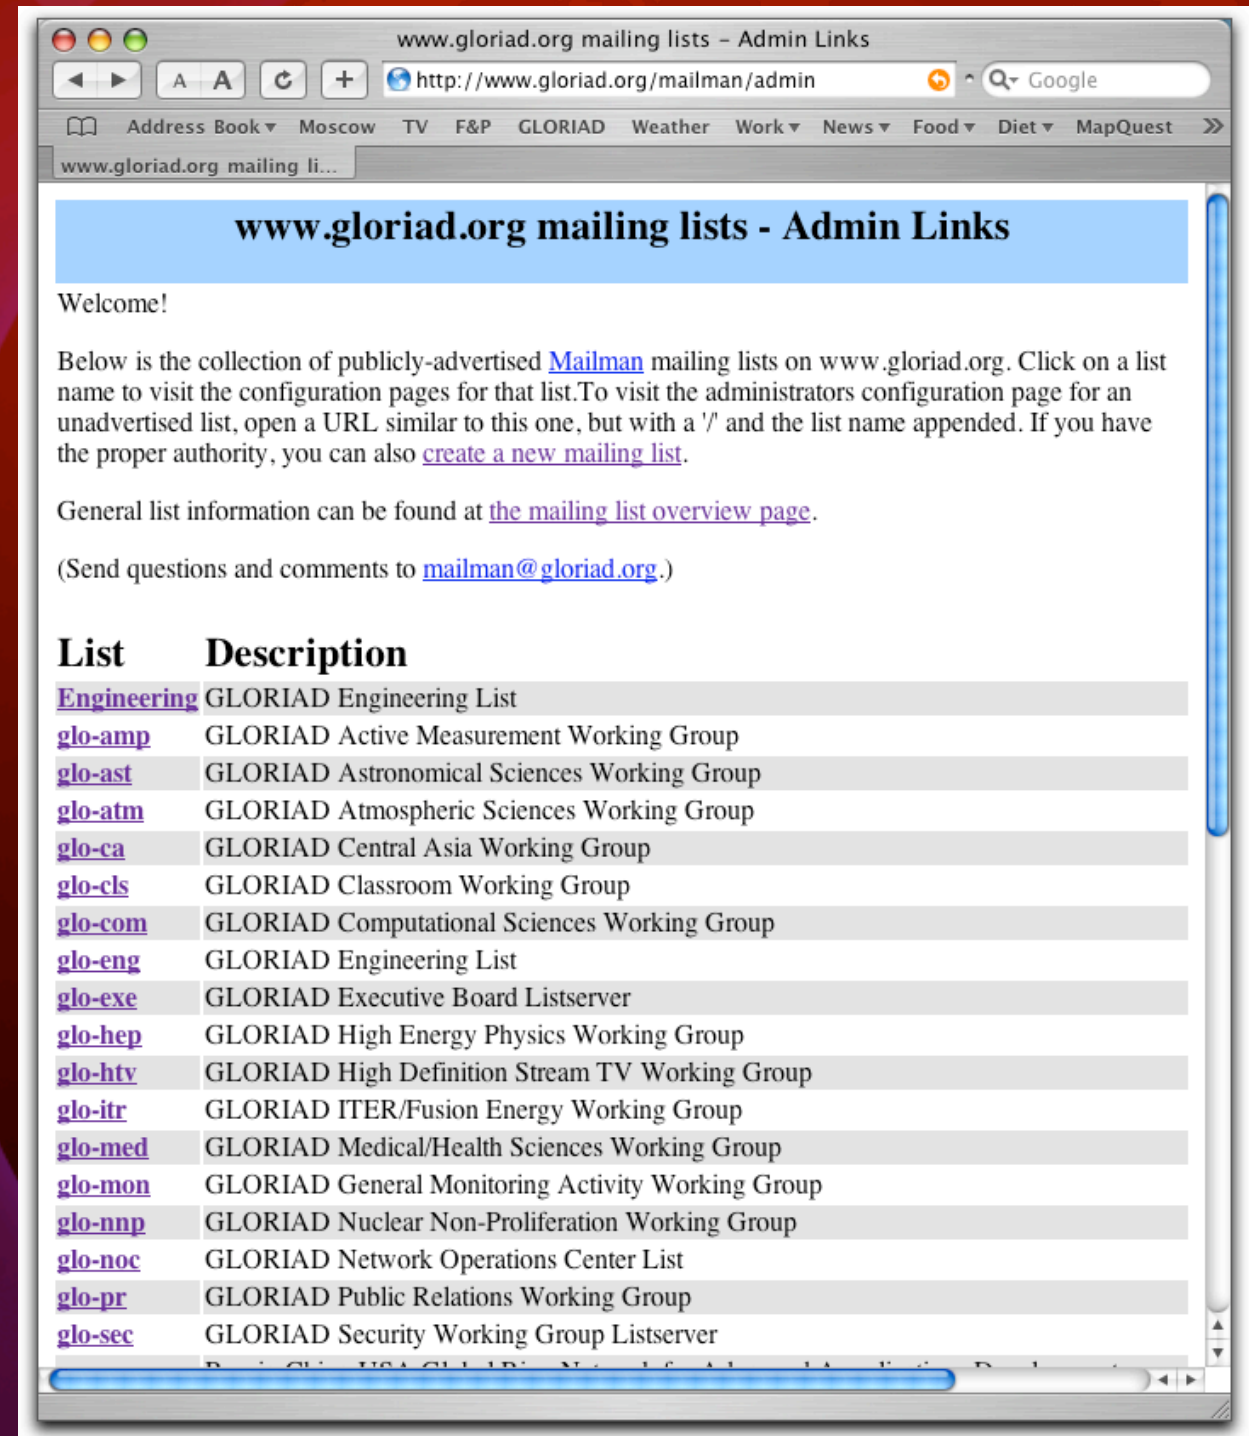 www.gloriad.org mailing lists – Admin Links
A A http://www.gloriad.org/mailman/admin Google
Address Book Moscow TV F&P GLORIAD Weather Work News Food Diet MapQuest
www.gloriad.org mailing li...
www.gloriad.org mailing lists - Admin Links
Welcome!
Below is the collection of publicly-advertised Mailman mailing lists on www.gloriad.org. Click on a list
name to visit the configuration pages for that list.To visit the administrators configuration page for an
unadvertised list, open a URL similar to this one, but with a '/' and the list name appended. If you have
the proper authority, you can also create a new mailing list.
General list information can be found at the mailing list overview page.
(Send questions and comments to mailman@gloriad.org.)
List Description
Engineering GLORIAD Engineering List
glo-amp GLORIAD Active Measurement Working Group
glo-ast GLORIAD Astronomical Sciences Working Group
glo-atm GLORIAD Atmospheric Sciences Working Group
glo-ca GLORIAD Central Asia Working Group
glo-cls GLORIAD Classroom Working Group
glo-com GLORIAD Computational Sciences Working Group
glo-eng GLORIAD Engineering List
glo-exe GLORIAD Executive Board Listserver
glo-hep GLORIAD High Energy Physics Working Group
glo-htv GLORIAD High Definition Stream TV Working Group
glo-itr GLORIAD ITER/Fusion Energy Working Group
glo-med GLORIAD Medical/Health Sciences Working Group
glo-mon GLORIAD General Monitoring Activity Working Group
glo-nnp GLORIAD Nuclear Non-Proliferation Working Group
glo-noc GLORIAD Network Operations Center List
glo-pr GLORIAD Public Relations Working Group
glo-sec GLORIAD Security Working Group Listserver